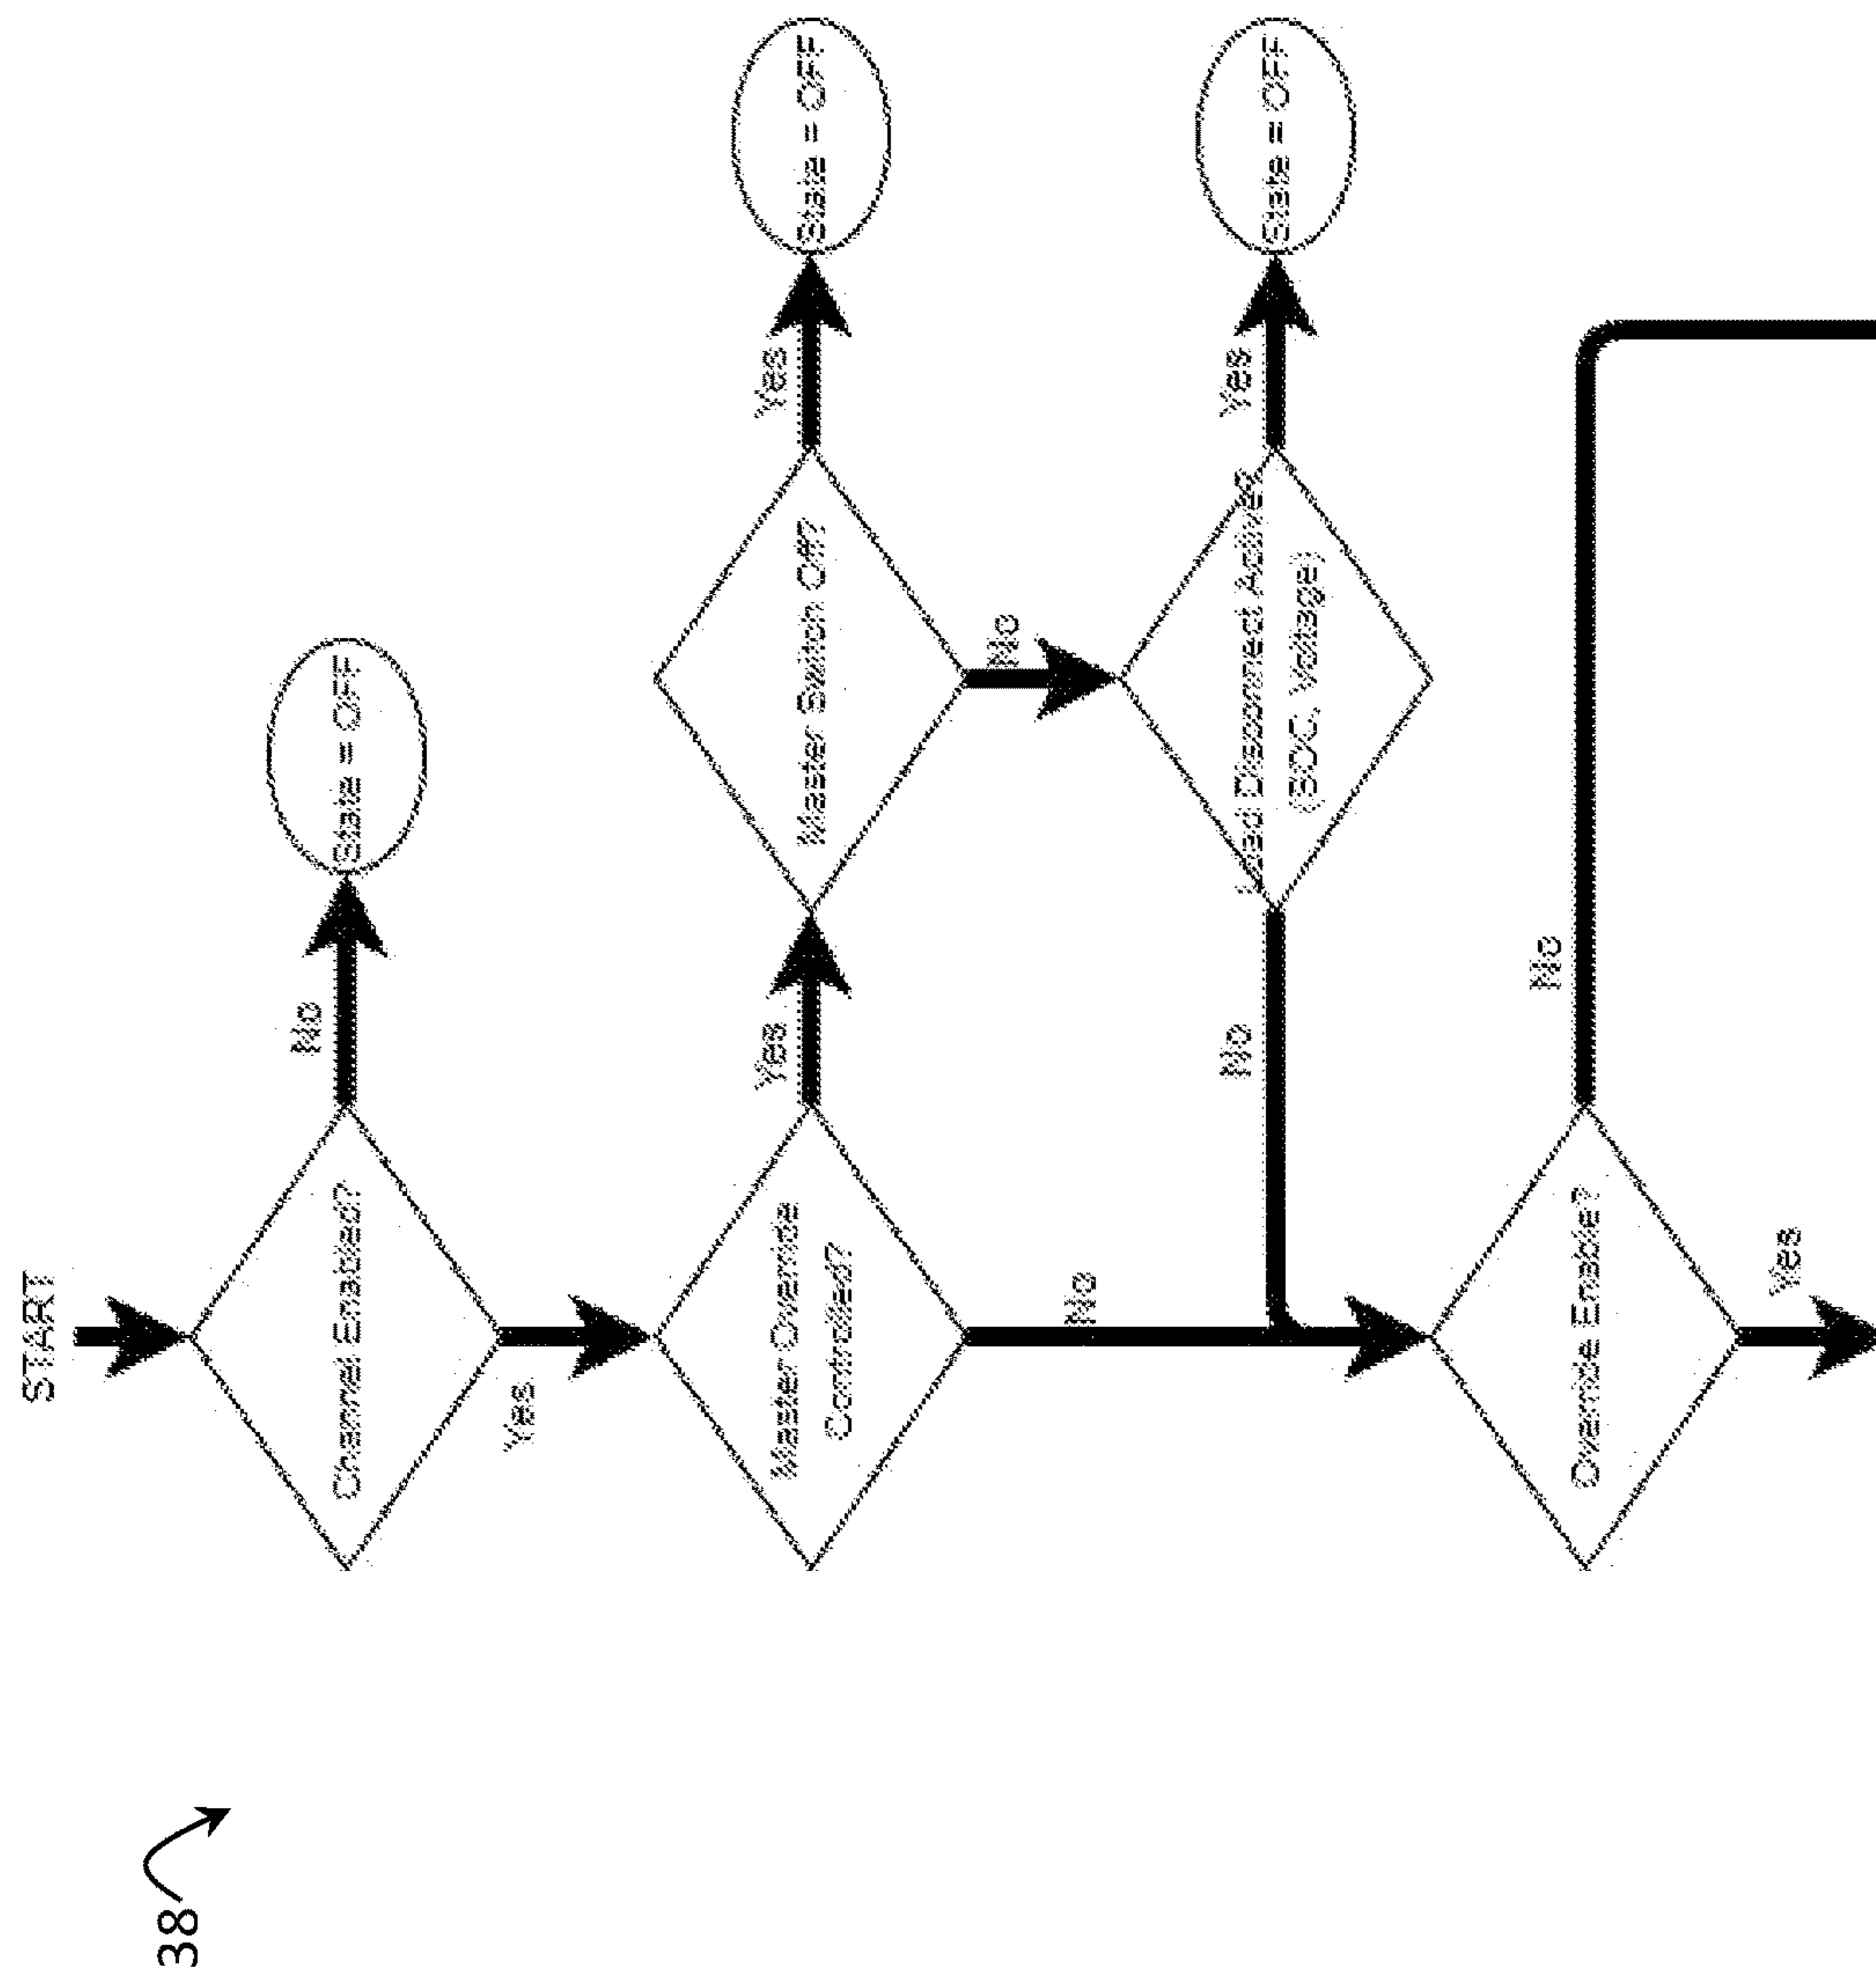 38
START
Channel Enabled?
No
State = OFF
Yes
Master Override
Controlled?
Yes
Master Switch Off?
Yes
State = OFF
No
No
Load Disconnect Active?
(SOC, Voltage)
Yes
State = OFF
No
Override Enable?
No
Yes